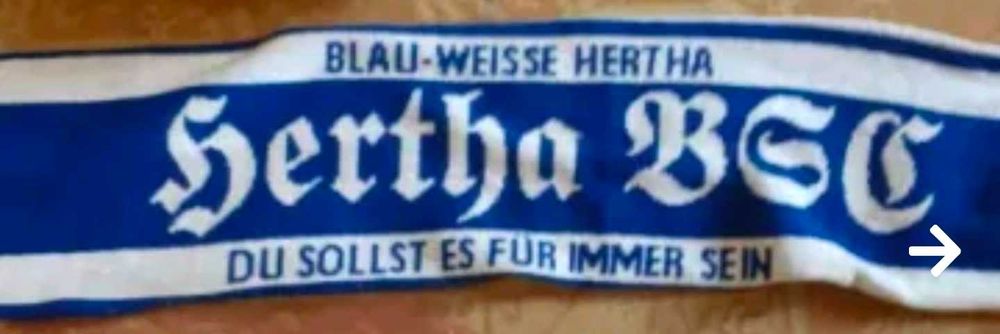 BLAU-WEISSE HERTHA
Hertha BSC
DU SOLLST ES FÜR IMMER SEIN